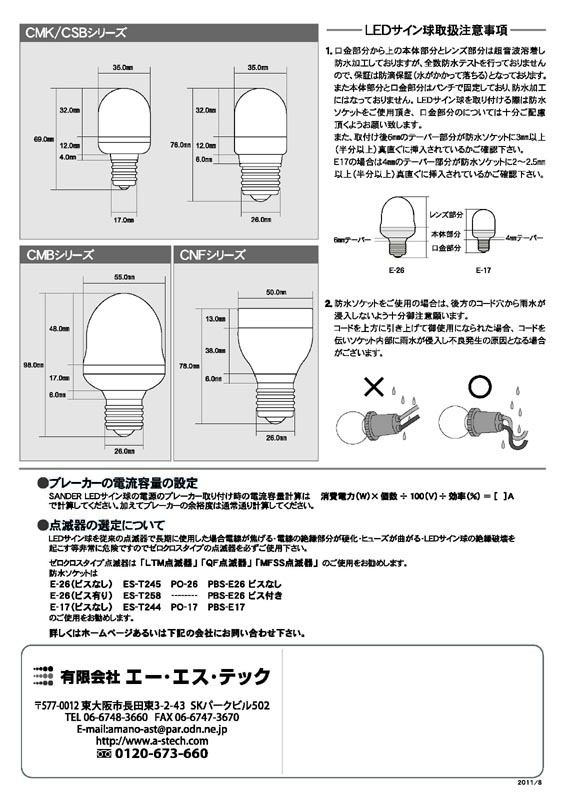 CMK/CSBシリーズ
35.0mm
32.0mm
69.0mm
12.0mm
4.0mm
17.0mm
35.0mm
32.0mm
76.0mm
12.0mm
6.0mm
26.0mm
CMBシリーズ
55.0mm
48.0mm
98.0mm
17.0mm
6.0mm
26.0mm
CNFシリーズ
50.0mm
13.0mm
38.0mm
78.0mm
6.0mm
26.0mm
LEDサイン球取扱注意事項
1. 口金部分から上の本体部分とレンズ部分は超音波溶着し
防水加工しておりますが、全数防水テストを行っておりません
ので、保証は防滴保証(水がかかって落ちる)となっております。
また本体部分と口金部分はパンチで固定しており、防水加工
にはなっておりません。LEDサイン球を取り付ける際は防水
ソケットをご使用頂き、口金部分のについては十分ご配慮
頂くようお願い致します。
また、取付け後6mmのテーパー部分が防水ソケットに3mm以上
(半分以上)真直ぐに挿入されているかご確認下さい。
E17の場合は4mmのテーパー部分が防水ソケットに2〜2.5mm
以上(半分以上)真直ぐに挿入されているかご確認下さい。
レンズ部分
本体部分
口金部分
6mmテーパー
4mmテーパー
E-26
E-17
2. 防水ソケットをご使用の場合は、後方のコード穴から雨水が
浸入しないよう十分御注意願います。
コードを上方に引き上げて御使用になられた場合、コードを
伝いソケット内部に雨水が浸入し不良発生の原因となる場合
がございます。
●ブレーカーの電流容量の設定
SANDER LEDサイン球の電源のブレーカー取り付け時の電流容量計算は 消費電力(W)×個数÷100(V)÷効率(%)=[ ]A
で計算してください。加えてブレーカーの余裕度は通常通り計算してください。
●点滅器の選定について
LEDサイン球を従来の点滅器で長期に使用した場合電線が焦げる・電線の絶縁部分が硬化・ヒューズが曲がる・LEDサイン球の絶縁破壊を
起こす等非常に危険ですのでゼロクロスタイプの点滅器を必ずご使用下さい。
ゼロクロスタイプ点滅器は「LTM点滅器」「QF点滅器」「MFSS点滅器」のご使用をお勧めします。
防水ソケットは
E-26(ビスなし) ES-T245 PO-26 PBS-E26 ビスなし
E-26(ビス有り) ES-T258 -------- PBS-E26 ビス付き
E-17(ビスなし) ES-T244 PO-17 PBS-E17
のご使用をお勧めします。
詳しくはホームページあるいは下記の会社にお問い合わせ下さい。
有限会社 エー・エス・テック
〒577-0012 東大阪市長田東3-2-43 SKパークビル502
TEL 06-6748-3660 FAX 06-6747-3670
E-mail:amano-ast@par.odn.ne.jp
http://www.a-stech.com
0120-673-660
2011/8